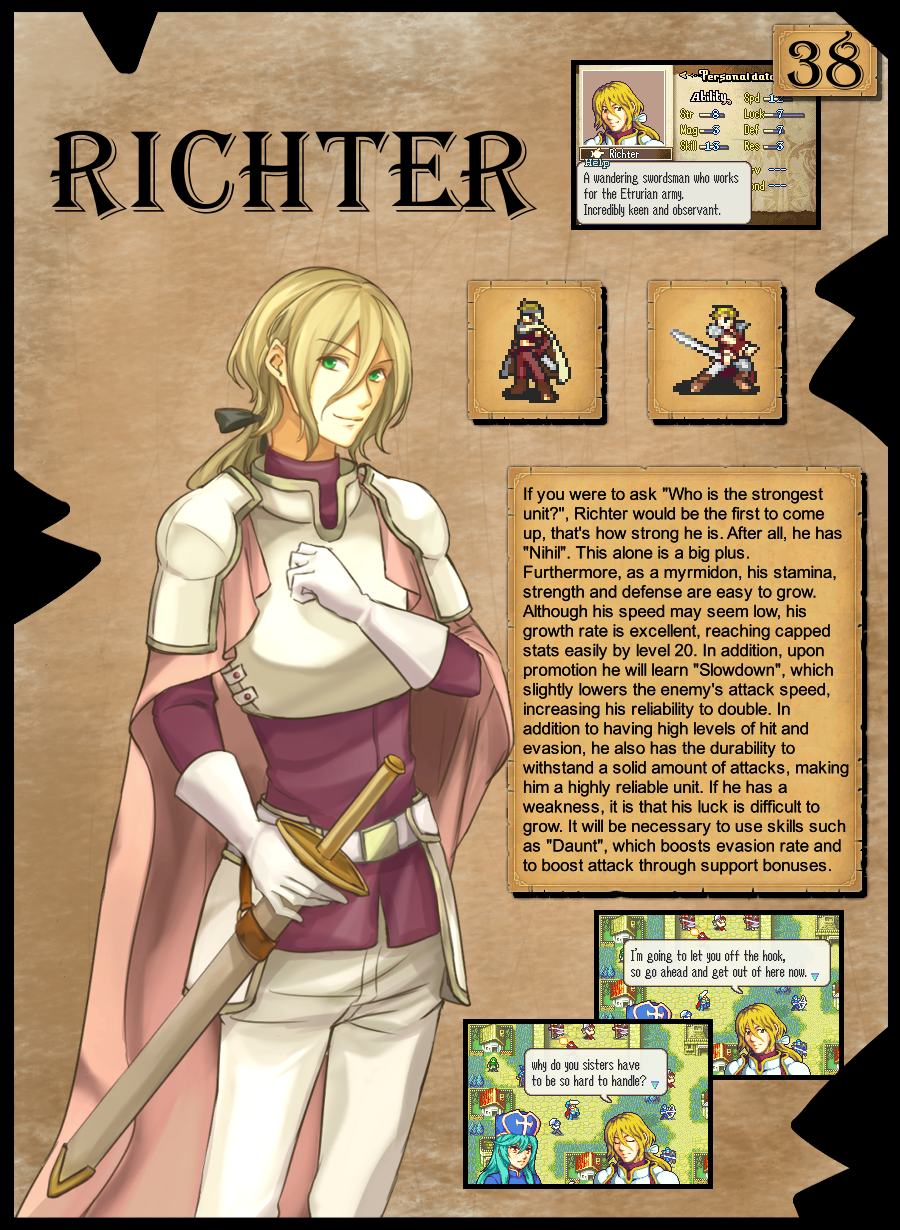 38
RICHTER
Personal data
Ability
Spd 12
Str 8
Luck 7
Mag 3
Def 7
Skill 13
Res 3
Richter
Help
A wandering swordsman who works
for the Etrurian army.
Incredibly keen and observant.
If you were to ask "Who is the strongest
unit?", Richter would be the first to come
up, that's how strong he is. After all, he has
"Nihil". This alone is a big plus.
Furthermore, as a myrmidon, his stamina,
strength and defense are easy to grow.
Although his speed may seem low, his
growth rate is excellent, reaching capped
stats easily by level 20. In addition, upon
promotion he will learn "Slowdown", which
slightly lowers the enemy's attack speed,
increasing his reliability to double. In
addition to having high levels of hit and
evasion, he also has the durability to
withstand a solid amount of attacks, making
him a highly reliable unit. If he has a
weakness, it is that his luck is difficult to
grow. It will be necessary to use skills such
as "Daunt", which boosts evasion rate and
to boost attack through support bonuses.
I'm going to let you off the hook,
so go ahead and get out of here now.
why do you sisters have
to be so hard to handle?